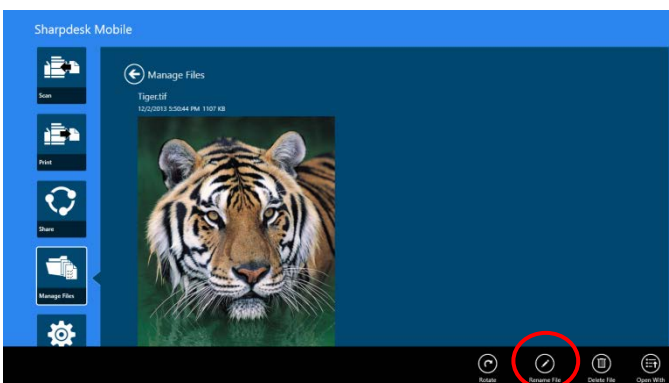 Sharpdesk Mobile
Scan
Print
Share
Manage Files
Manage Files
Tiger.tif
12/2/2013 5:50:44 PM 1107 KB
Rotate
Rename File
Delete File
Open With